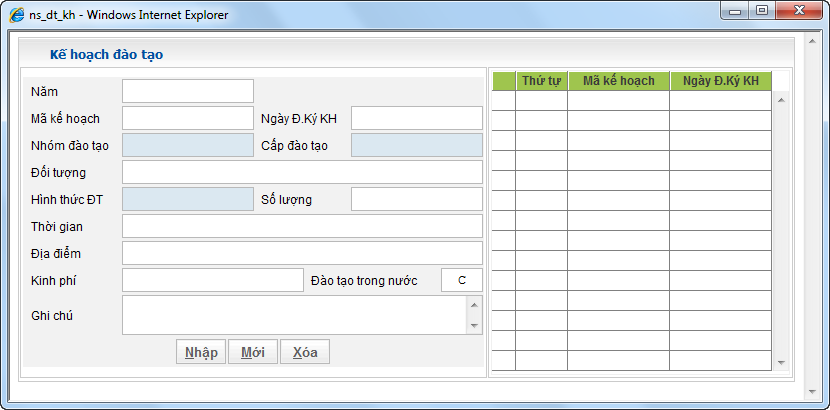 ns_dt_kh - Windows Internet Explorer
Kế hoạch đào tạo
Năm
Mã kế hoạch Ngày Đ.Ký KH
Nhóm đào tạo Cấp đào tạo
Đối tượng
Hình thức ĐT Số lượng
Thời gian
Địa điểm
Kinh phí Đào tạo trong nước C
Ghi chú
Nhập Mới Xóa
Thứ tự Mã kế hoạch Ngày Đ.Ký KH